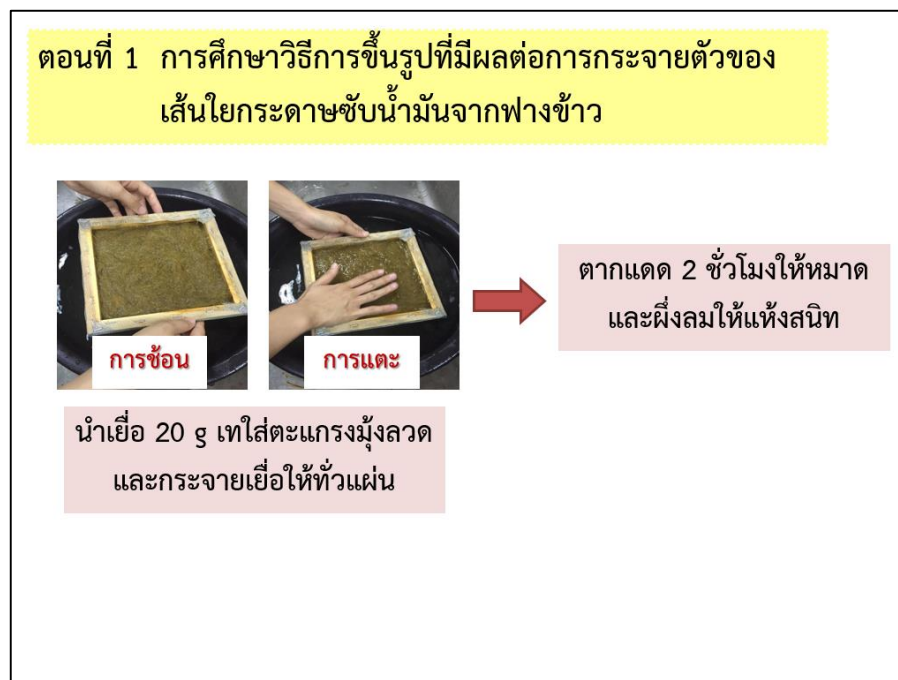 ตอนที่ 1 การศึกษาวิธีการขึ้นรูปที่มีผลต่อการกระจายตัวของ
เส้นใยกระดาษซับน้ำมันจากฟางข้าว
การช้อน
การแตะ
นำเยื่อ 20 g เทใส่ตะแกรงมุ้งลวด
และกระจายเยื่อให้ทั่วแผ่น
ตากแดด 2 ชั่วโมงให้หมาด
และผึ่งลมให้แห้งสนิท